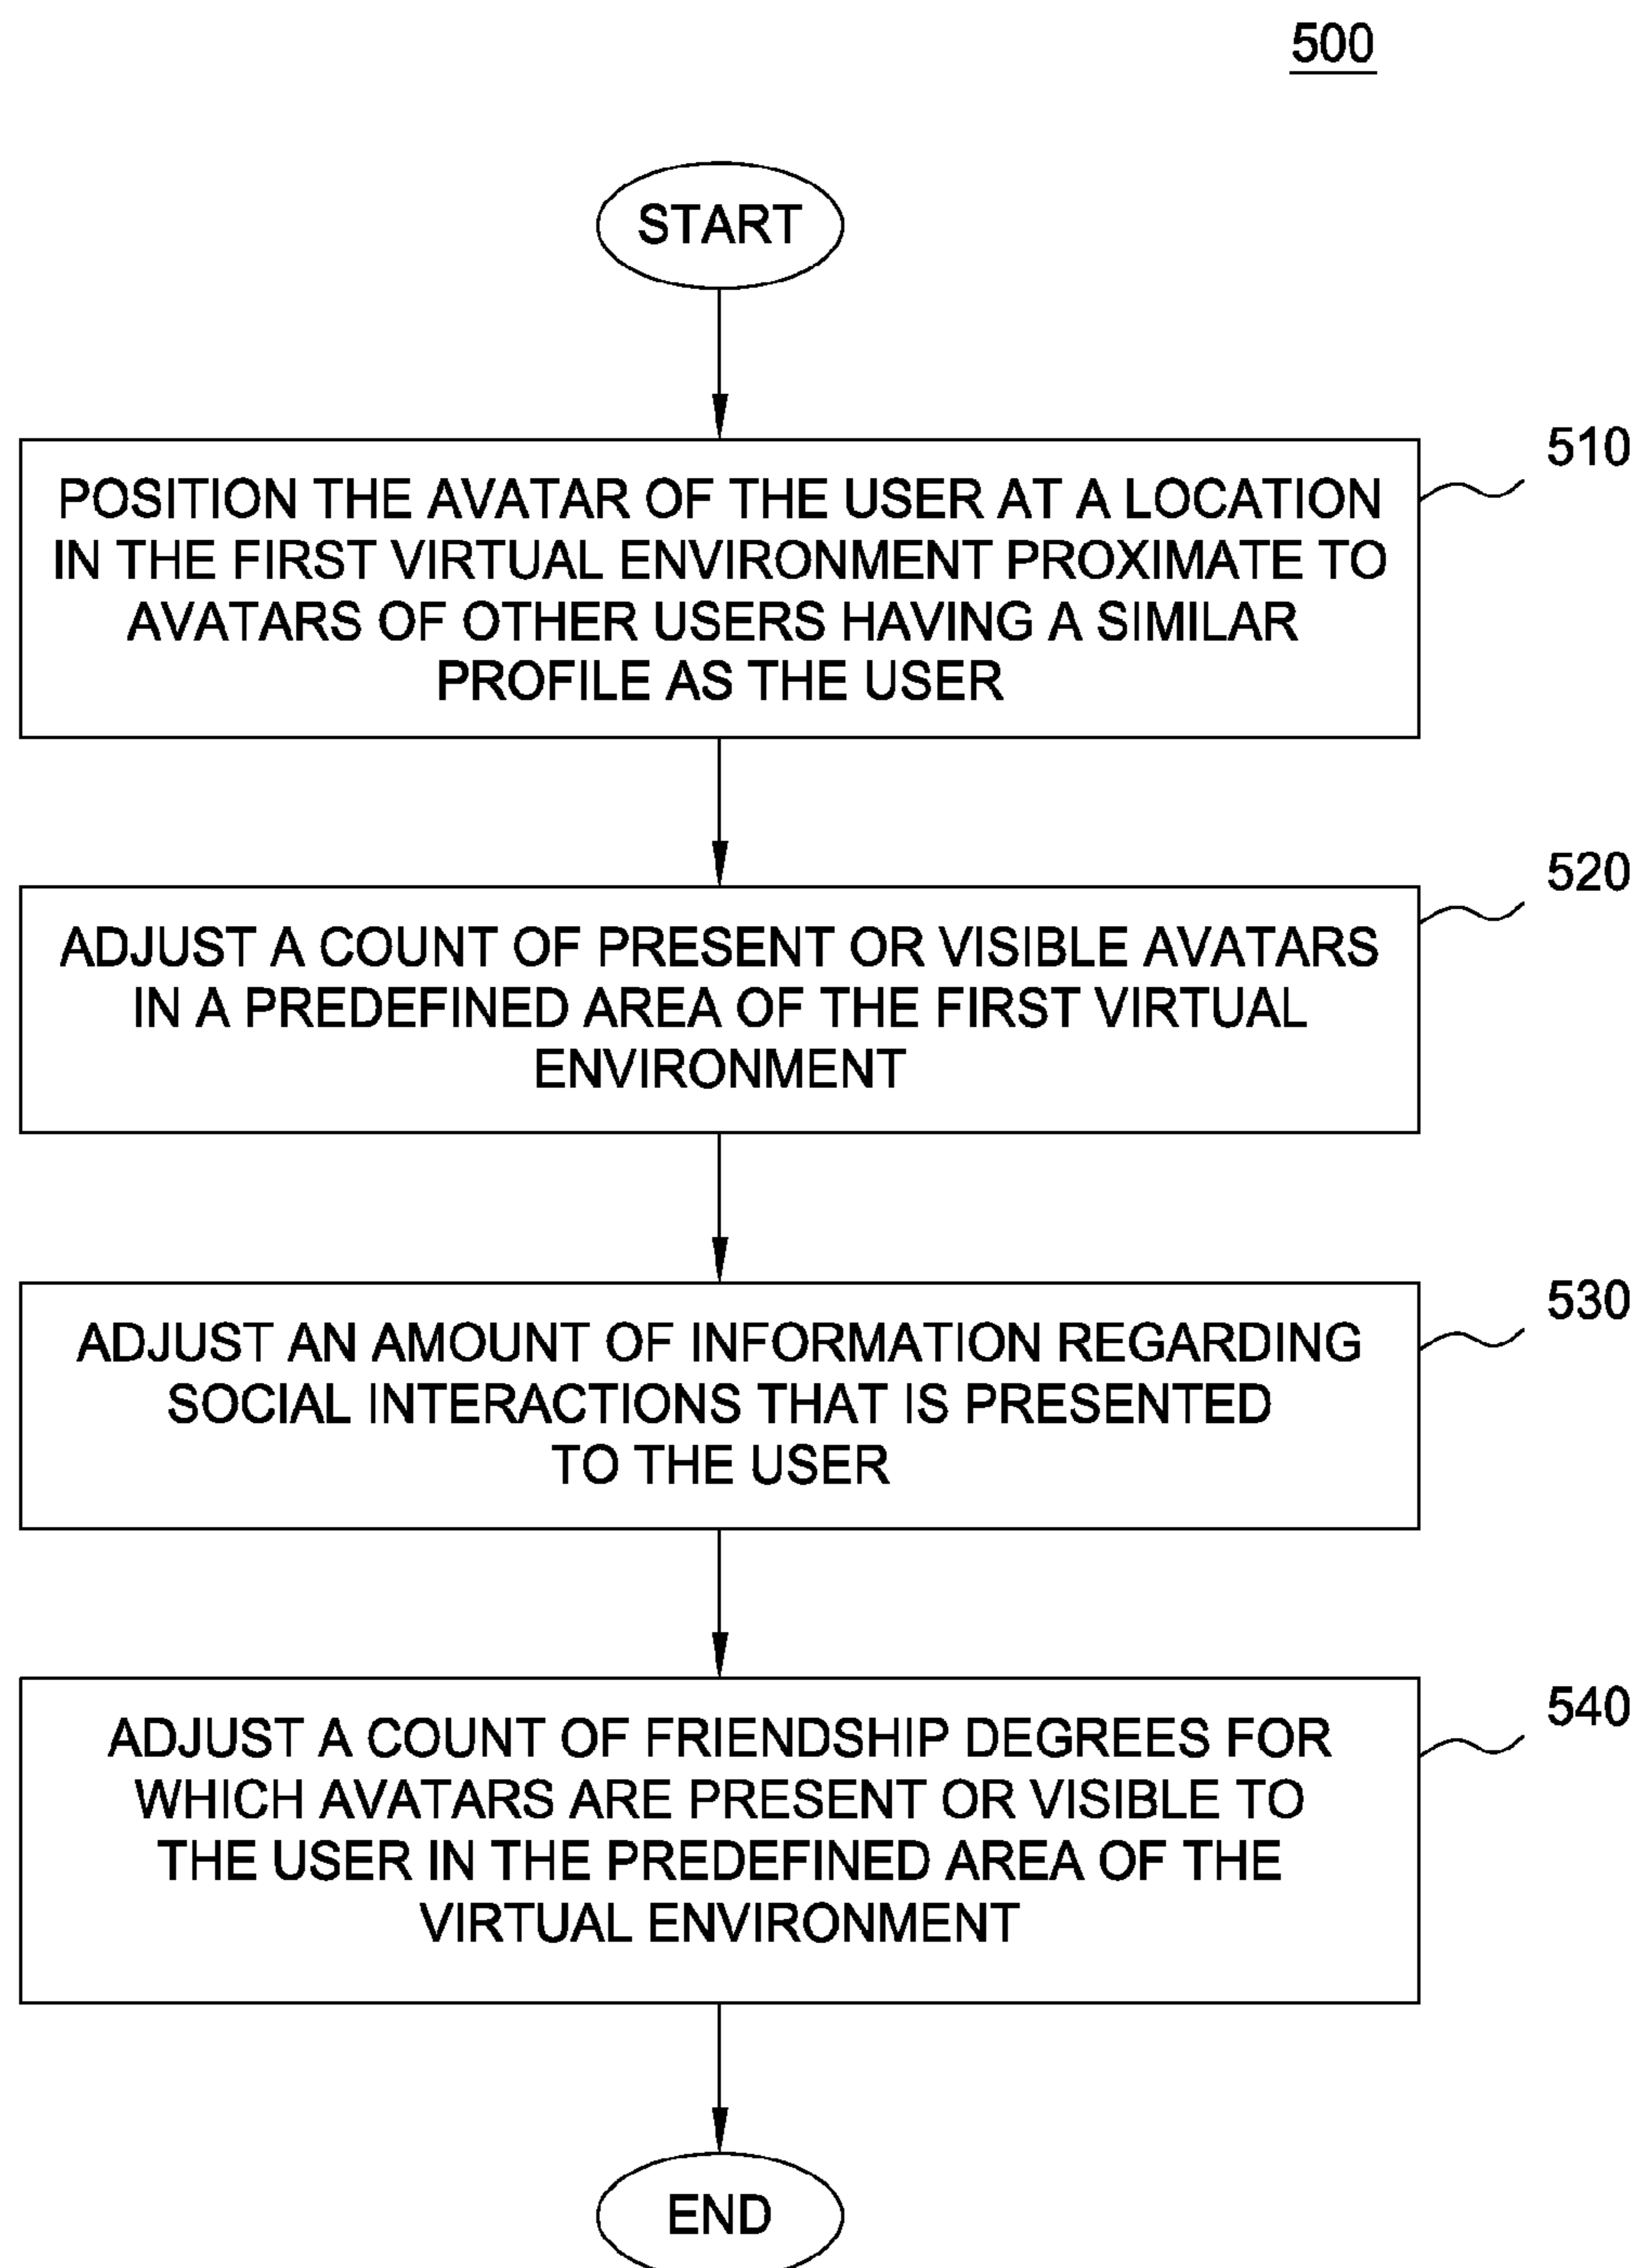 500
START
POSITION THE AVATAR OF THE USER AT A LOCATION
IN THE FIRST VIRTUAL ENVIRONMENT PROXIMATE TO
AVATARS OF OTHER USERS HAVING A SIMILAR
PROFILE AS THE USER
510
ADJUST A COUNT OF PRESENT OR VISIBLE AVATARS
IN A PREDEFINED AREA OF THE FIRST VIRTUAL
ENVIRONMENT
520
ADJUST AN AMOUNT OF INFORMATION REGARDING
SOCIAL INTERACTIONS THAT IS PRESENTED
TO THE USER
530
ADJUST A COUNT OF FRIENDSHIP DEGREES FOR
WHICH AVATARS ARE PRESENT OR VISIBLE TO
THE USER IN THE PREDEFINED AREA OF THE
VIRTUAL ENVIRONMENT
540
END